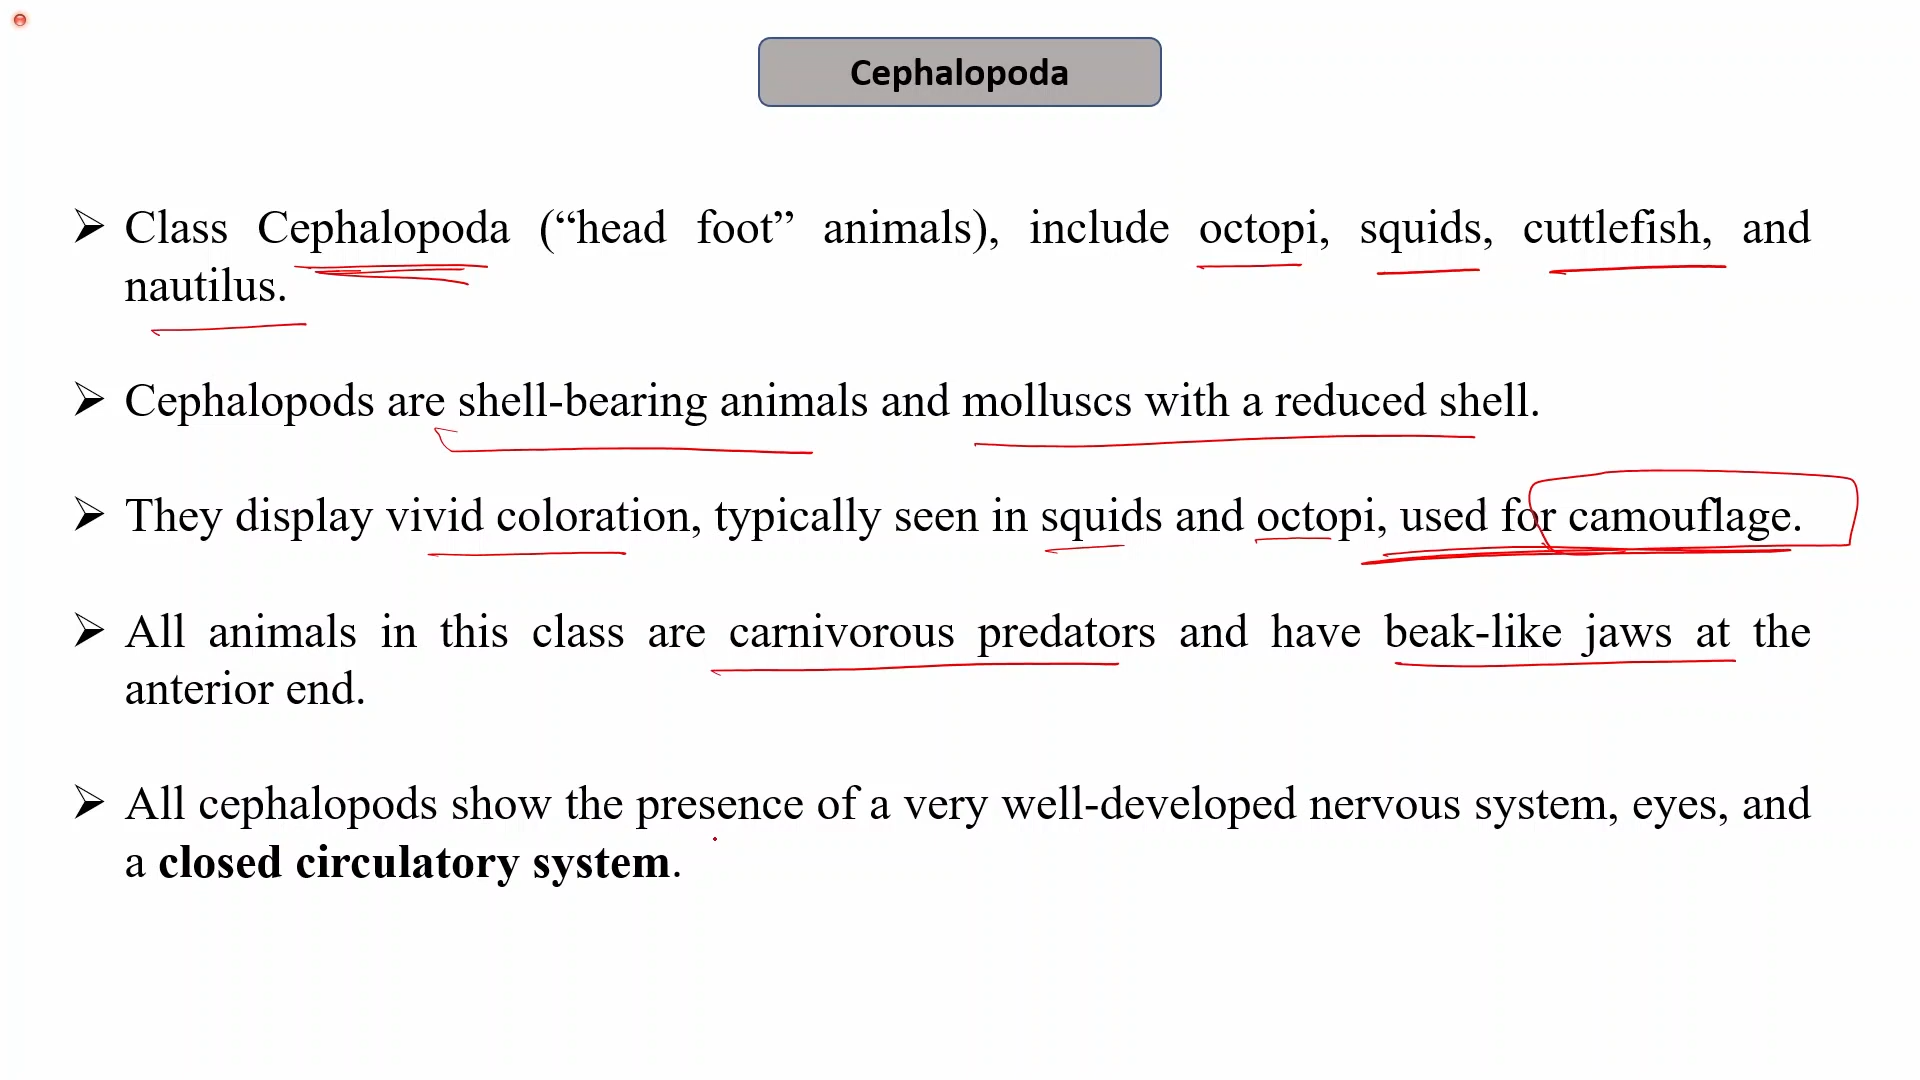 Cephalopoda
➢ Class Cephalopoda (“head foot” animals), include octopi, squids, cuttlefish, and
nautilus.
➢ Cephalopods are shell-bearing animals and molluscs with a reduced shell.
➢ They display vivid coloration, typically seen in squids and octopi, used for camouflage.
➢ All animals in this class are carnivorous predators and have beak-like jaws at the
anterior end.
➢ All cephalopods show the presence of a very well-developed nervous system, eyes, and
a closed circulatory system.